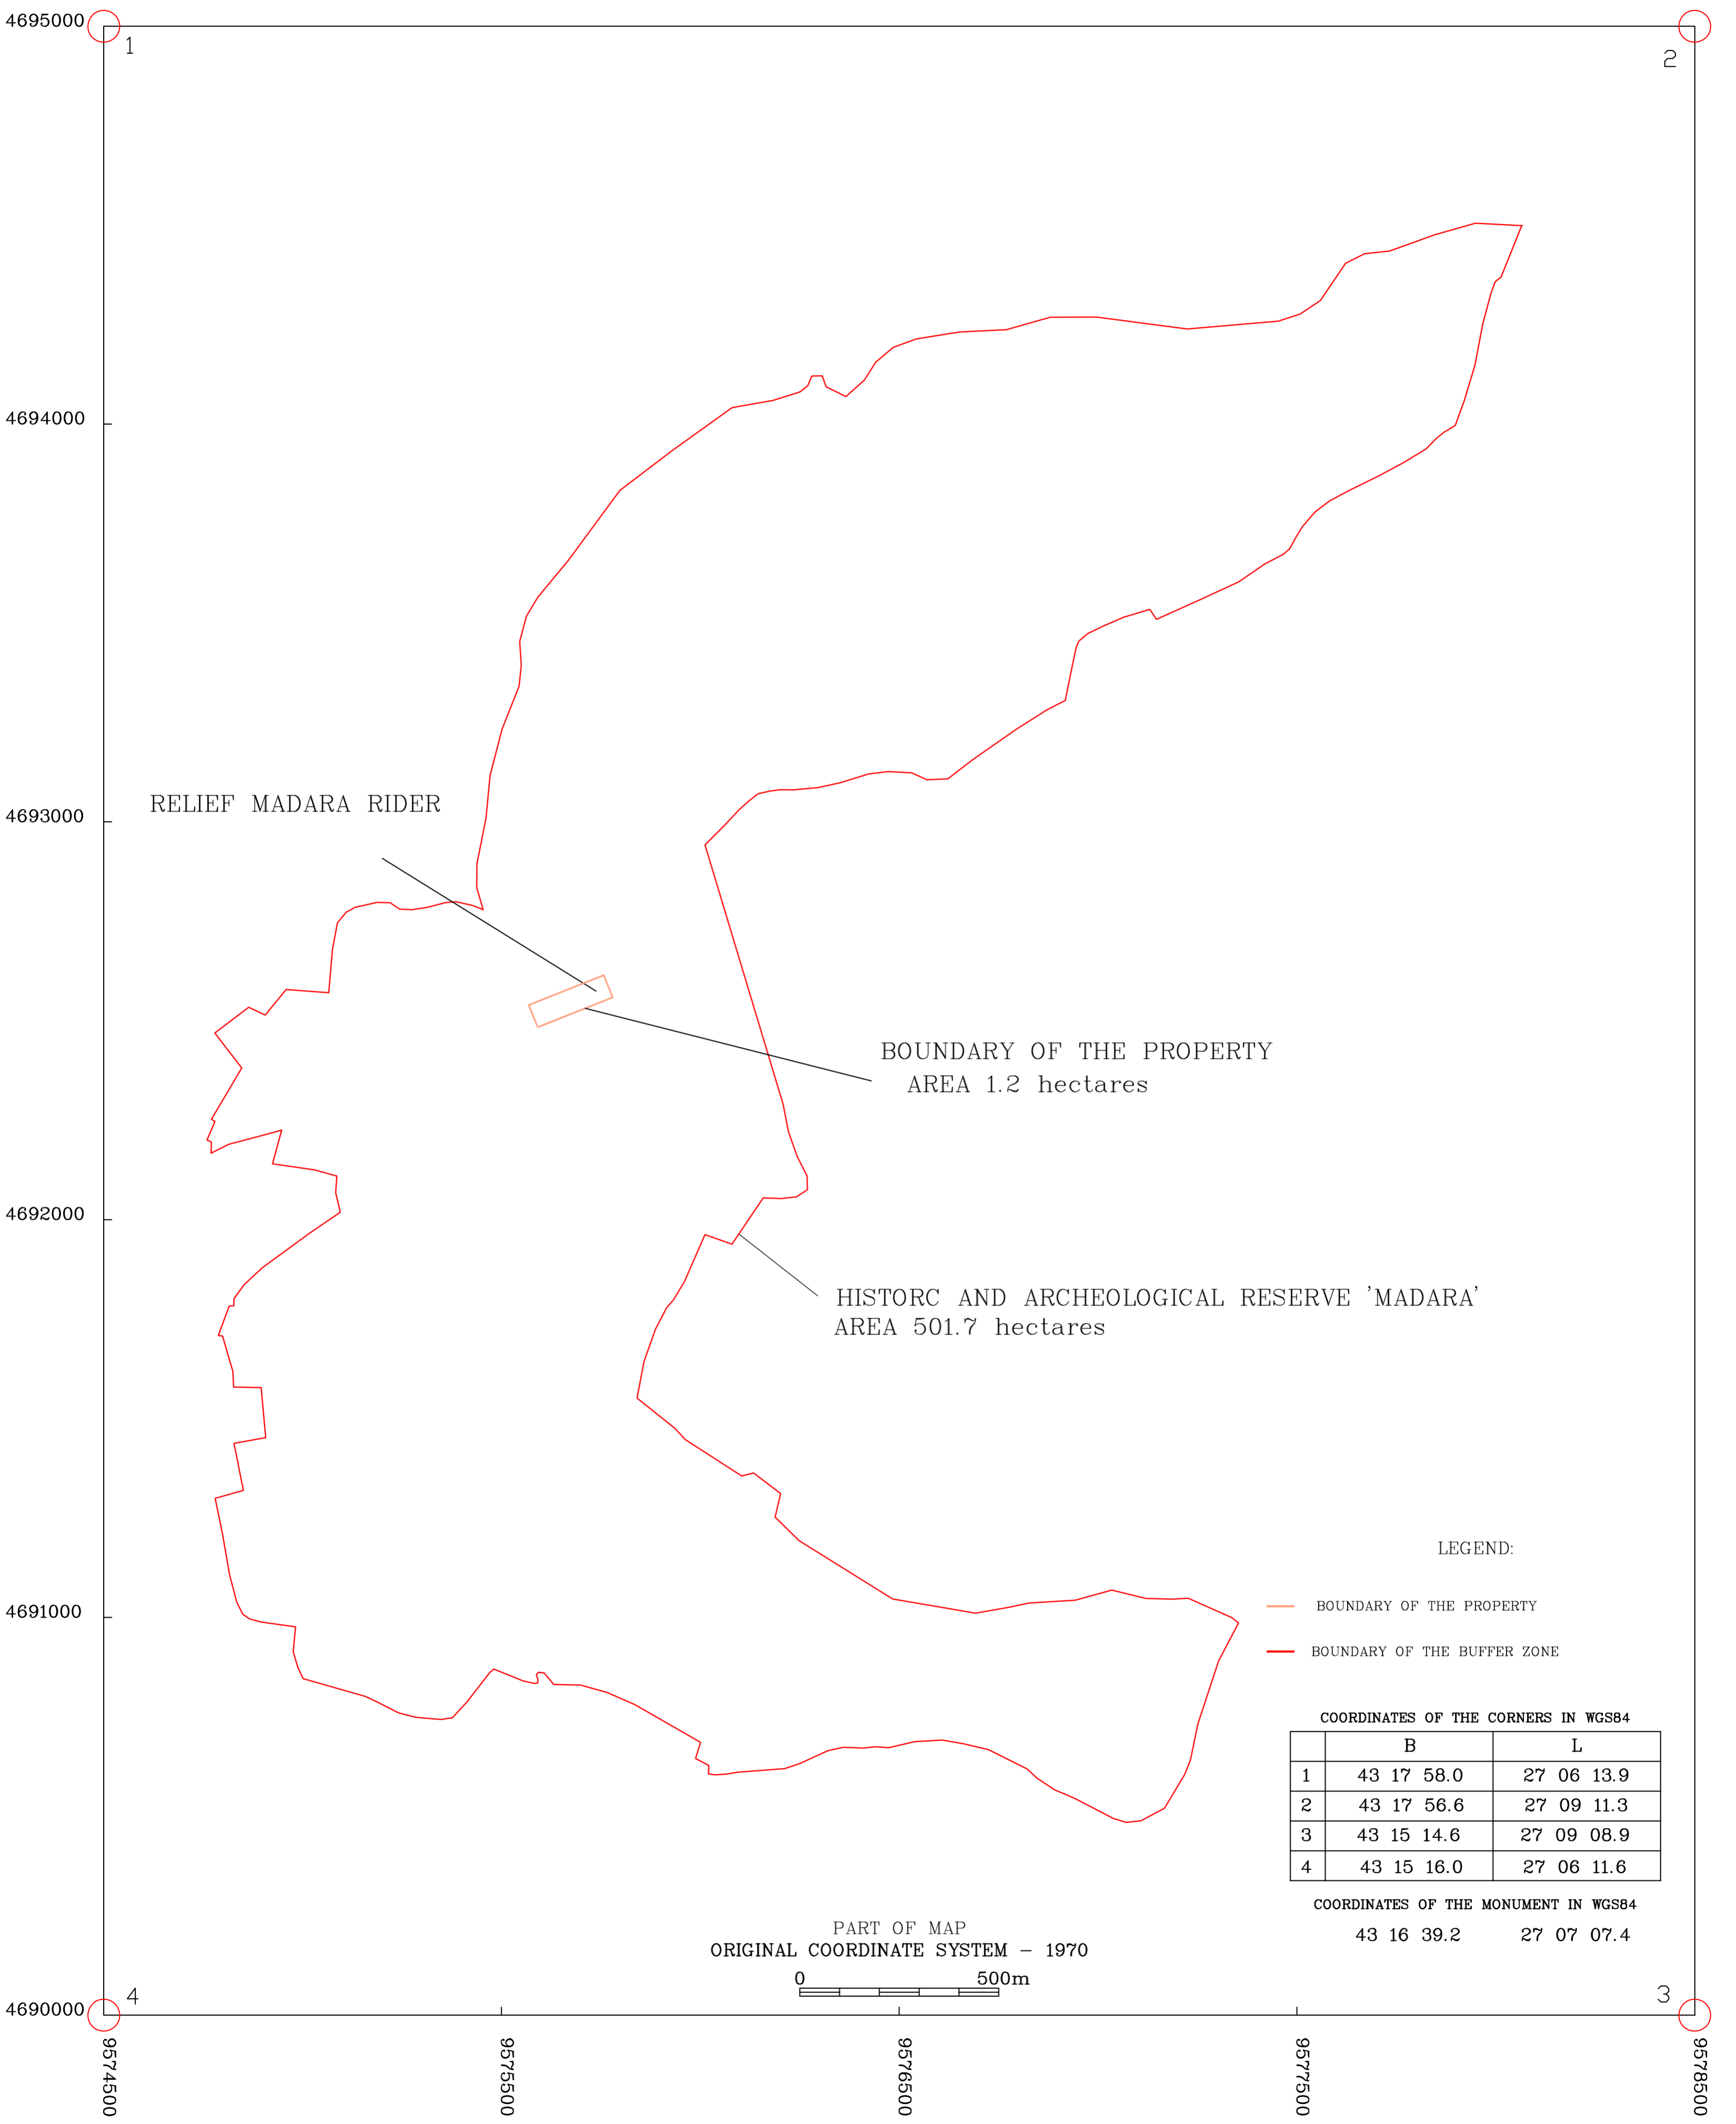 4695000
1
2
4694000
4693000
RELIEF MADARA RIDER
BOUNDARY OF THE PROPERTY
AREA 1.2 hectares
4692000
HISTORC AND ARCHEOLOGICAL RESERVE 'MADARA'
AREA 501.7 hectares
LEGEND:
4691000
BOUNDARY OF THE PROPERTY
BOUNDARY OF THE BUFFER ZONE
COORDINATES OF THE CORNERS IN WGS84
B L
1 43 17 58.0 27 06 13.9
2 43 17 56.6 27 09 11.3
3 43 15 14.6 27 09 08.9
4 43 15 16.0 27 06 11.6
COORDINATES OF THE MONUMENT IN WGS84
43 16 39.2 27 07 07.4
PART OF MAP
ORIGINAL COORDINATE SYSTEM – 1970
0 500m
4
3
4690000
9574500
9575500
9576500
9577500
9578500